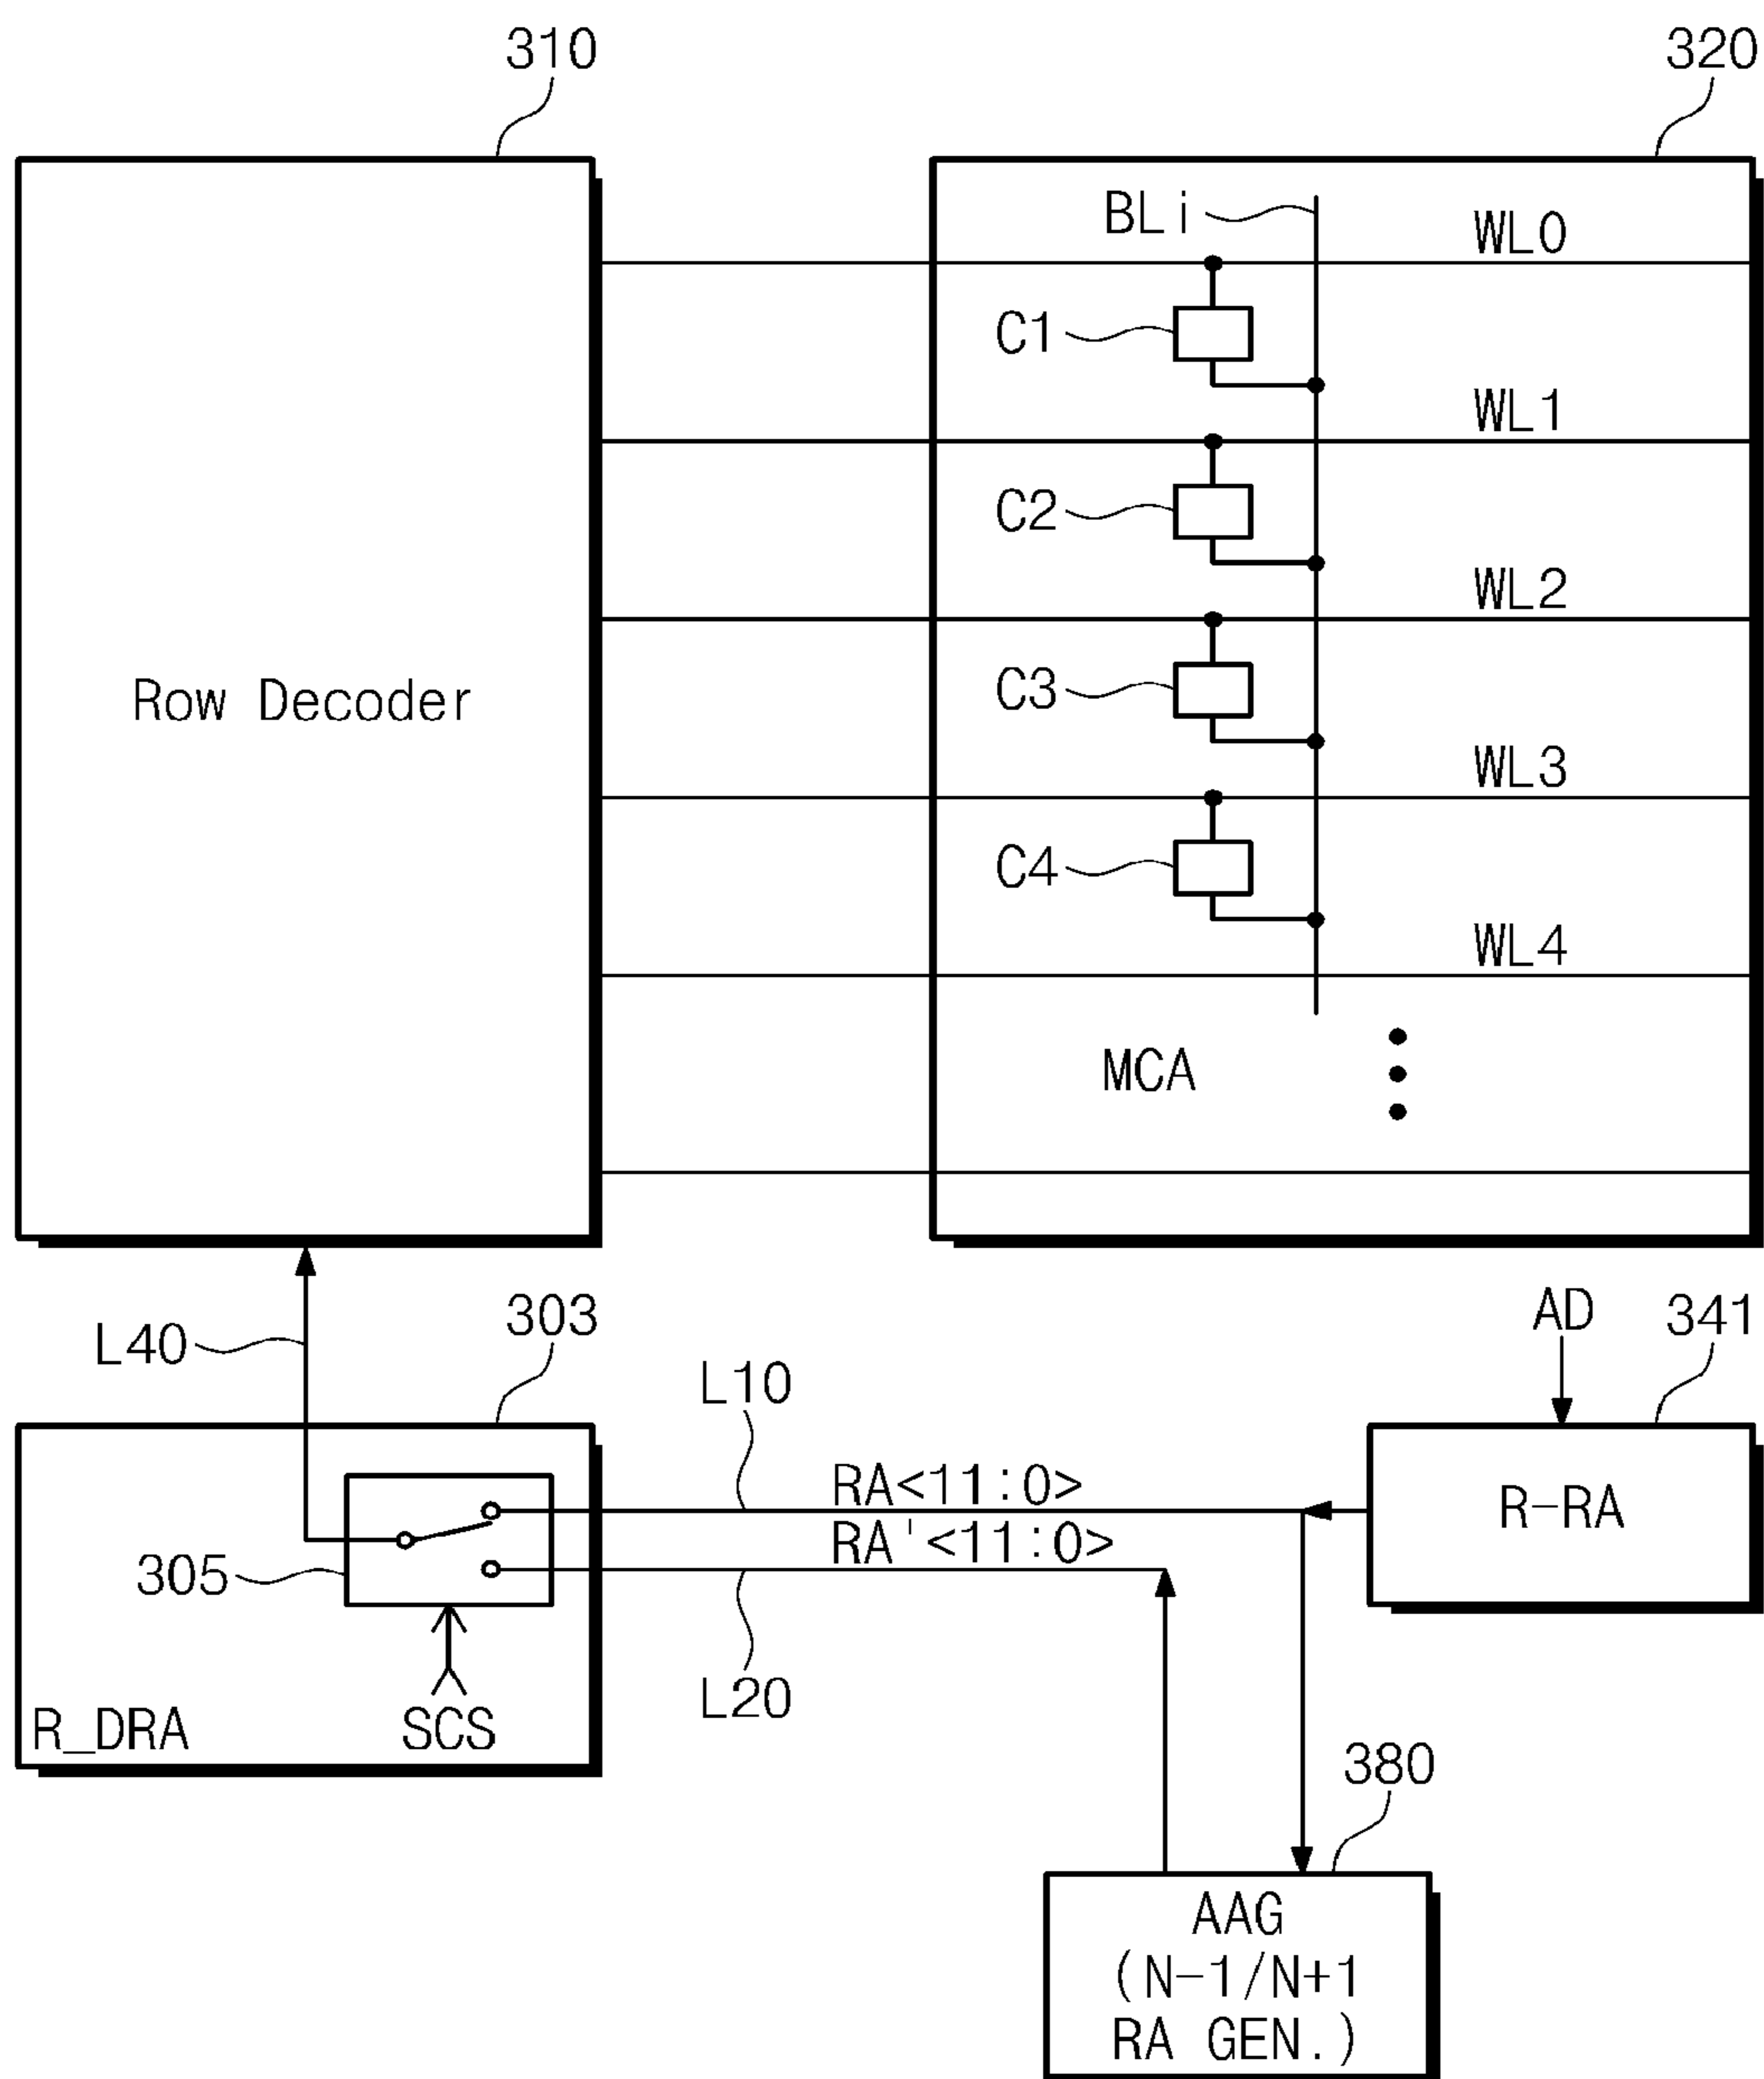 310
320
BLi
WL0
C1
WL1
C2
WL2
Row Decoder
C3
WL3
C4
WL4
MCA
L40
303
AD
341
L10
RA<11:0>
R-RA
RA'<11:0>
305
L20
R_DRA
SCS
380
AAG
(N-1/N+1
RA GEN.)